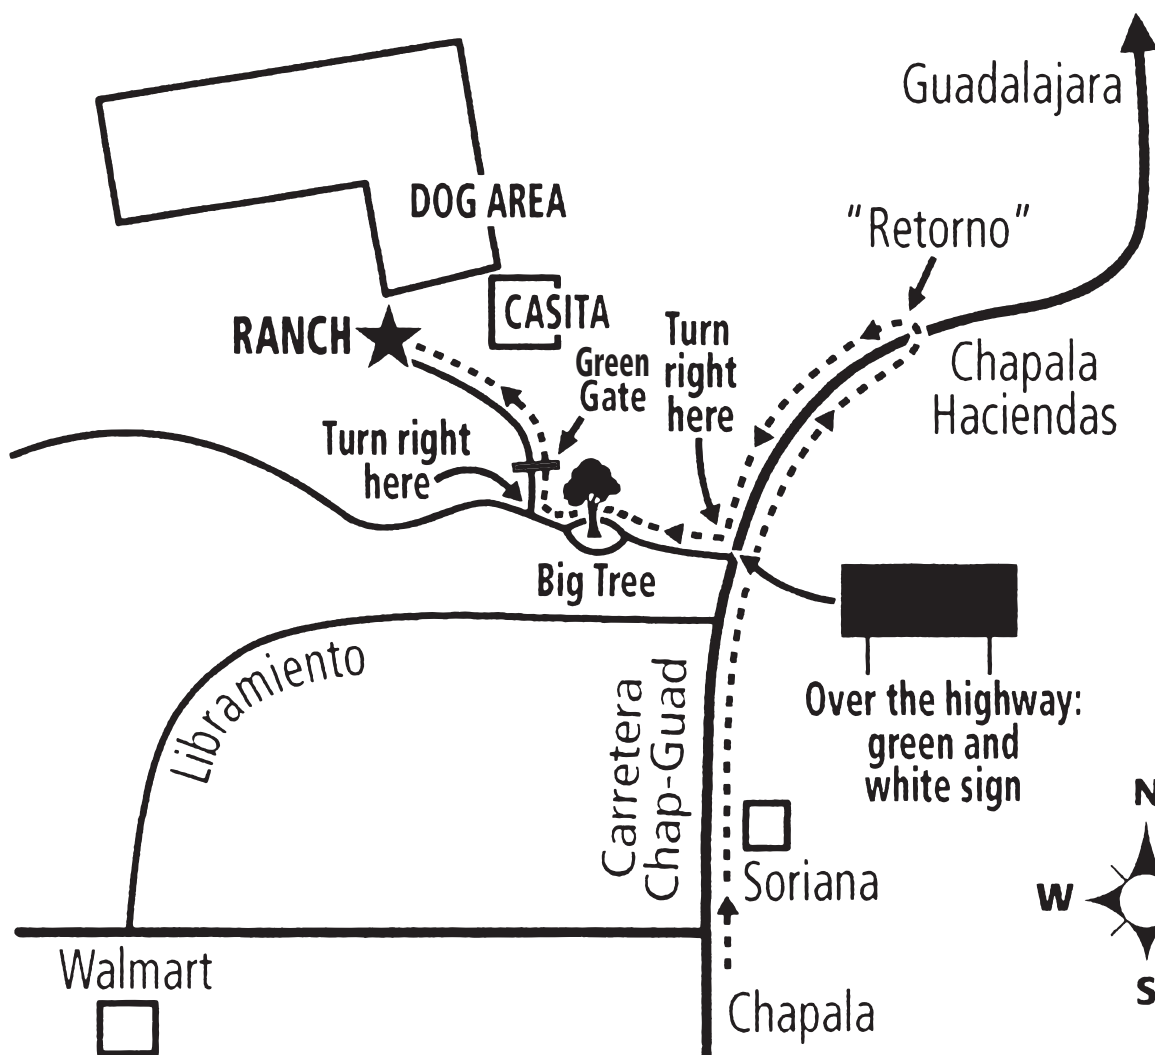 Guadalajara
DOG AREA
“Retorno”
CASITA
RANCH
Turn
right
here
Green
Gate
Chapala
Haciendas
Turn right
here
Big Tree
Over the highway:
green and
white sign
Libramiento
Carretera
Chap-Guad
Soriana
N
W
S
Walmart
Chapala